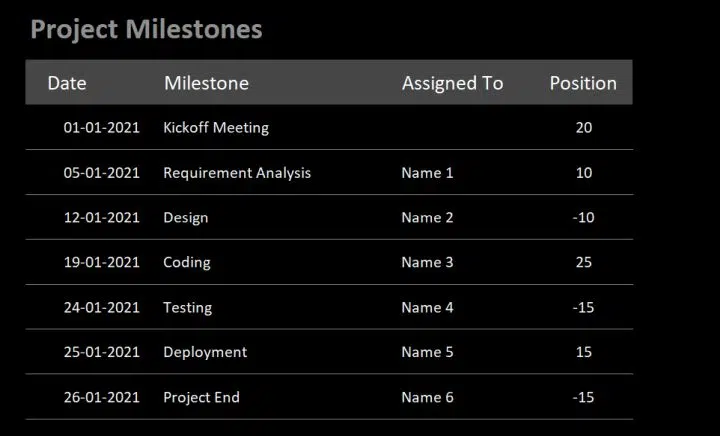 Project Milestones
Date Milestone Assigned To Position
01-01-2021 Kickoff Meeting 20
05-01-2021 Requirement Analysis Name 1 10
12-01-2021 Design Name 2 -10
19-01-2021 Coding Name 3 25
24-01-2021 Testing Name 4 -15
25-01-2021 Deployment Name 5 15
26-01-2021 Project End Name 6 -15